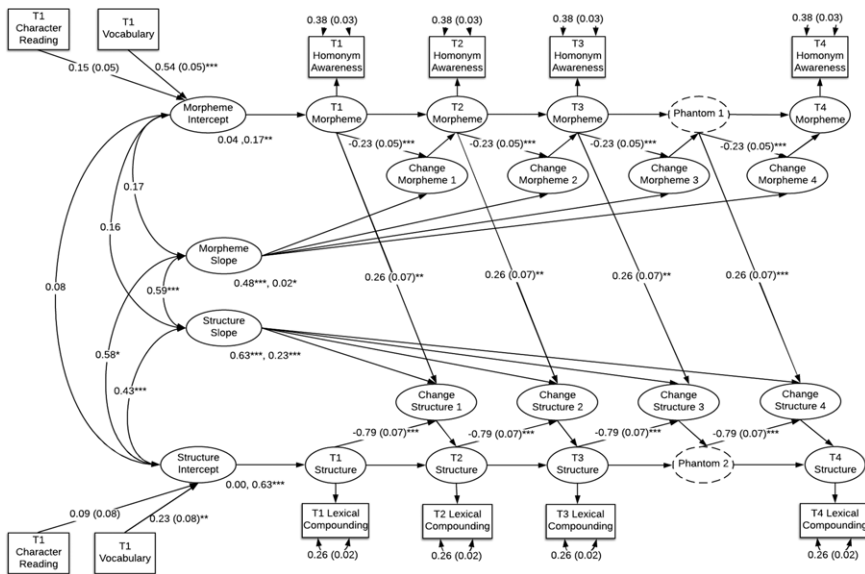 T1
Character
Reading
T1
Vocabulary
0.15 (0.05)
0.54 (0.05)***
0.38 (0.03)
0.38 (0.03)
0.38 (0.03)
0.38 (0.03)
T1
Homonym
Awareness
T2
Homonym
Awareness
T3
Homonym
Awareness
T4
Homonym
Awareness
Morpheme
Intercept
0.04 ,0.17**
T1
Morpheme
T2
Morpheme
T3
Morpheme
Phantom 1
T4
Morpheme
-0.23 (0.05)***
-0.23 (0.05)***
-0.23 (0.05)***
-0.23 (0.05)***
Change
Morpheme 1
Change
Morpheme 2
Change
Morpheme 3
Change
Morpheme 4
0.17
0.16
0.08
Morpheme
Slope
0.48***, 0.02*
0.59***
0.26 (0.07)**
0.26 (0.07)**
0.26 (0.07)**
0.26 (0.07)***
Structure
Slope
0.63***, 0.23***
0.58*
0.43***
Change
Structure 1
Change
Structure 2
Change
Structure 3
Change
Structure 4
-0.79 (0.07)***
-0.79 (0.07)***
-0.79 (0.07)***
-0.79 (0.07)***
Structure
Intercept
0.00, 0.63***
T1
Structure
T2
Structure
T3
Structure
Phantom 2
T4
Structure
0.09 (0.08)
0.23 (0.08)**
T1
Character
Reading
T1
Vocabulary
T1 Lexical
Compounding
T2 Lexical
Compounding
T3 Lexical
Compounding
T4 Lexical
Compounding
0.26 (0.02)
0.26 (0.02)
0.26 (0.02)
0.26 (0.02)